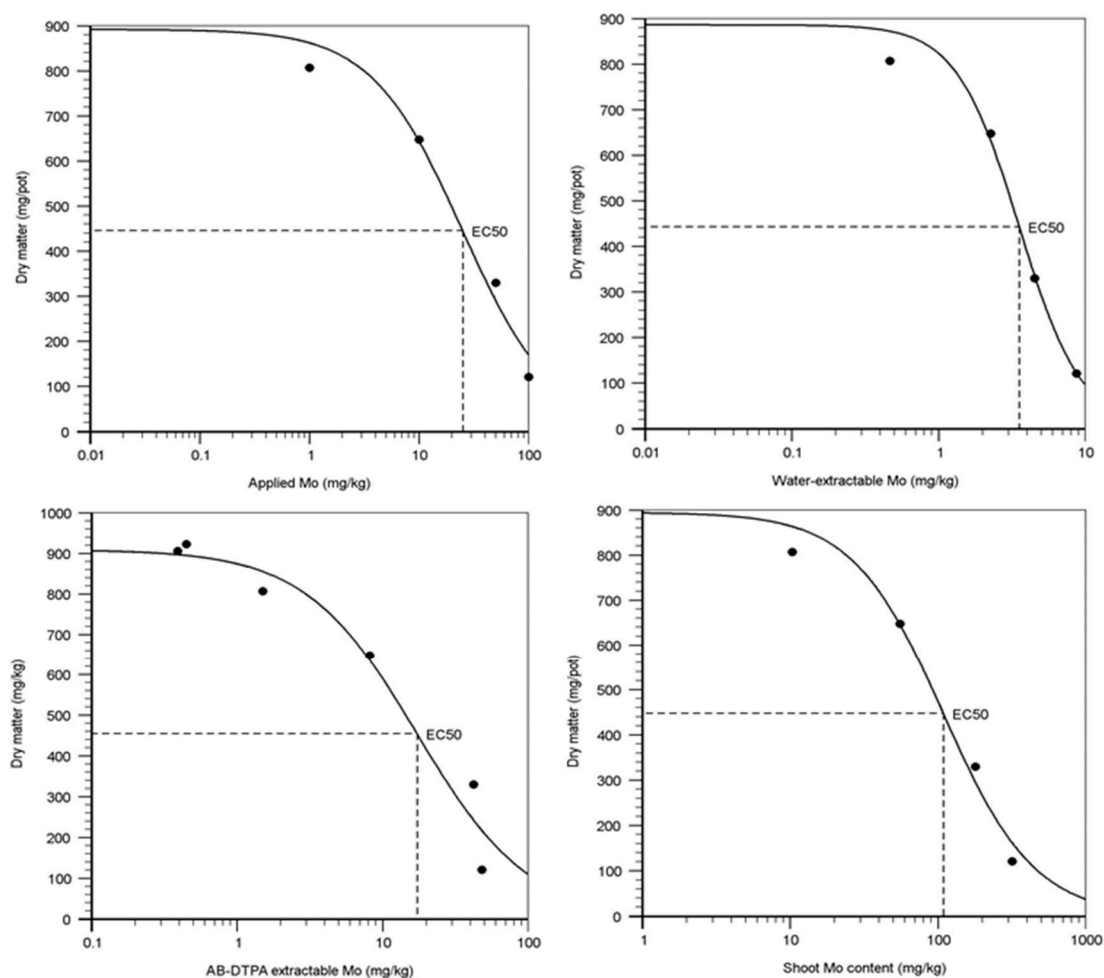 900
800
700
600
500
400
300
200
100
0
Dry matter (mg/pot)
EC50
0.01 0.1 1 10 100
Applied Mo (mg/kg)
900
800
700
600
500
400
300
200
100
0
Dry matter (mg/pot)
EC50
0.01 0.1 1 10
Water-extractable Mo (mg/kg)
1000
900
800
700
600
500
400
300
200
100
0
Dry matter (mg/kg)
EC50
0.1 1 10 100
AB-DTPA extractable Mo (mg/kg)
900
800
700
600
500
400
300
200
100
0
Dry matter (mg/pot)
EC50
1 10 100 1000
Shoot Mo content (mg/kg)